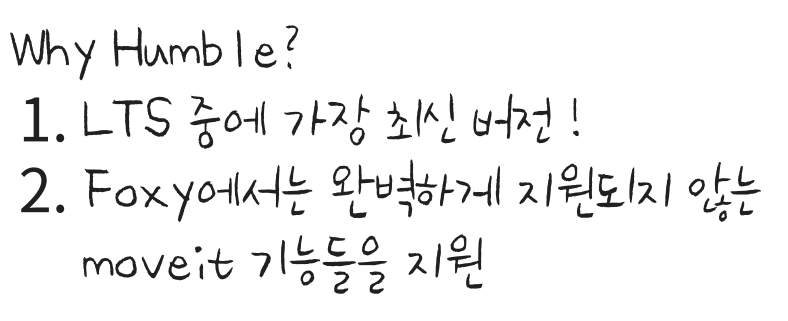 Why Humble?
1. LTS 중에 가장 최신 버전!
2. Foxy에서는 완벽하게 지원되지 않는
moveit 기능들을 지원